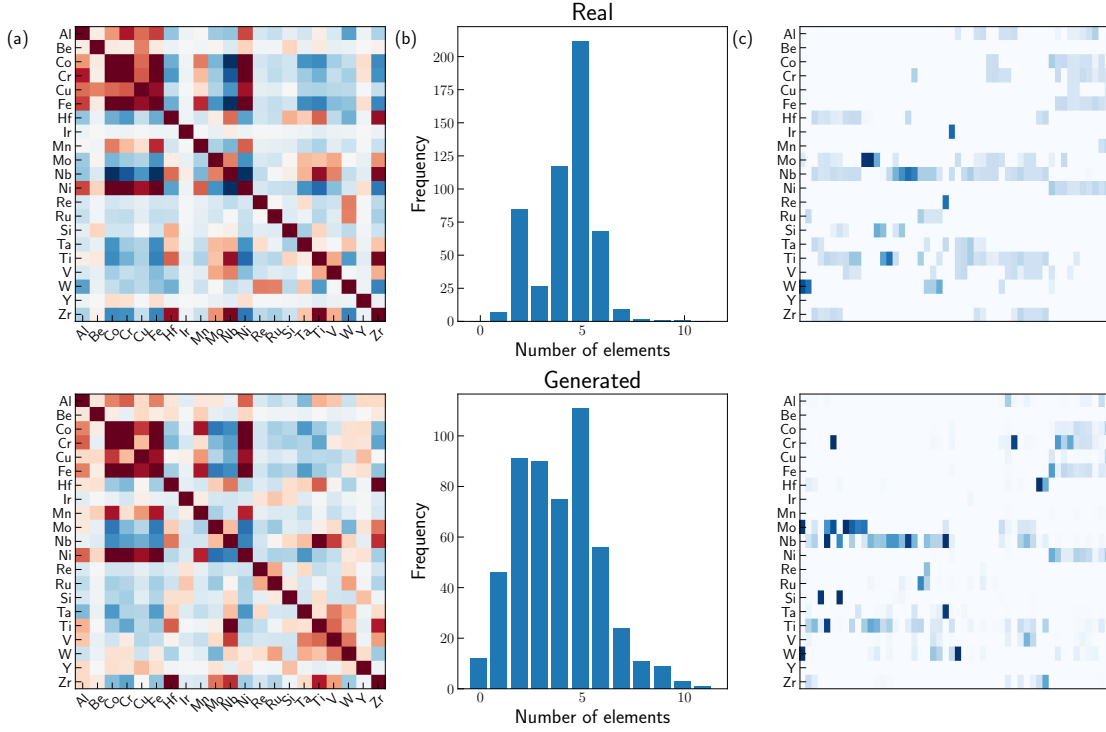 Real
(a)
(b)
(c)
Al
Be
Co
Cr
Cu
Fe
Hf
Ir
Mn
Mo
Nb
Ni
Re
Ru
Si
Ta
Ti
V
W
Y
Zr
Al Be Co Cr Cu Fe Hf Ir Mn Mo Nb Ni Re Ru Si Ta Ti V W Y Zr
Frequency
200
175
150
125
100
75
50
25
0
0 5 10
Number of elements
Al
Be
Co
Cr
Cu
Fe
Hf
Ir
Mn
Mo
Nb
Ni
Re
Ru
Si
Ta
Ti
V
W
Y
Zr
Generated
Al
Be
Co
Cr
Cu
Fe
Hf
Ir
Mn
Mo
Nb
Ni
Re
Ru
Si
Ta
Ti
V
W
Y
Zr
Al Be Co Cr Cu Fe Hf Ir Mn Mo Nb Ni Re Ru Si Ta Ti V W Y Zr
Frequency
100
80
60
40
20
0
0 5 10
Number of elements
Al
Be
Co
Cr
Cu
Fe
Hf
Ir
Mn
Mo
Nb
Ni
Re
Ru
Si
Ta
Ti
V
W
Y
Zr